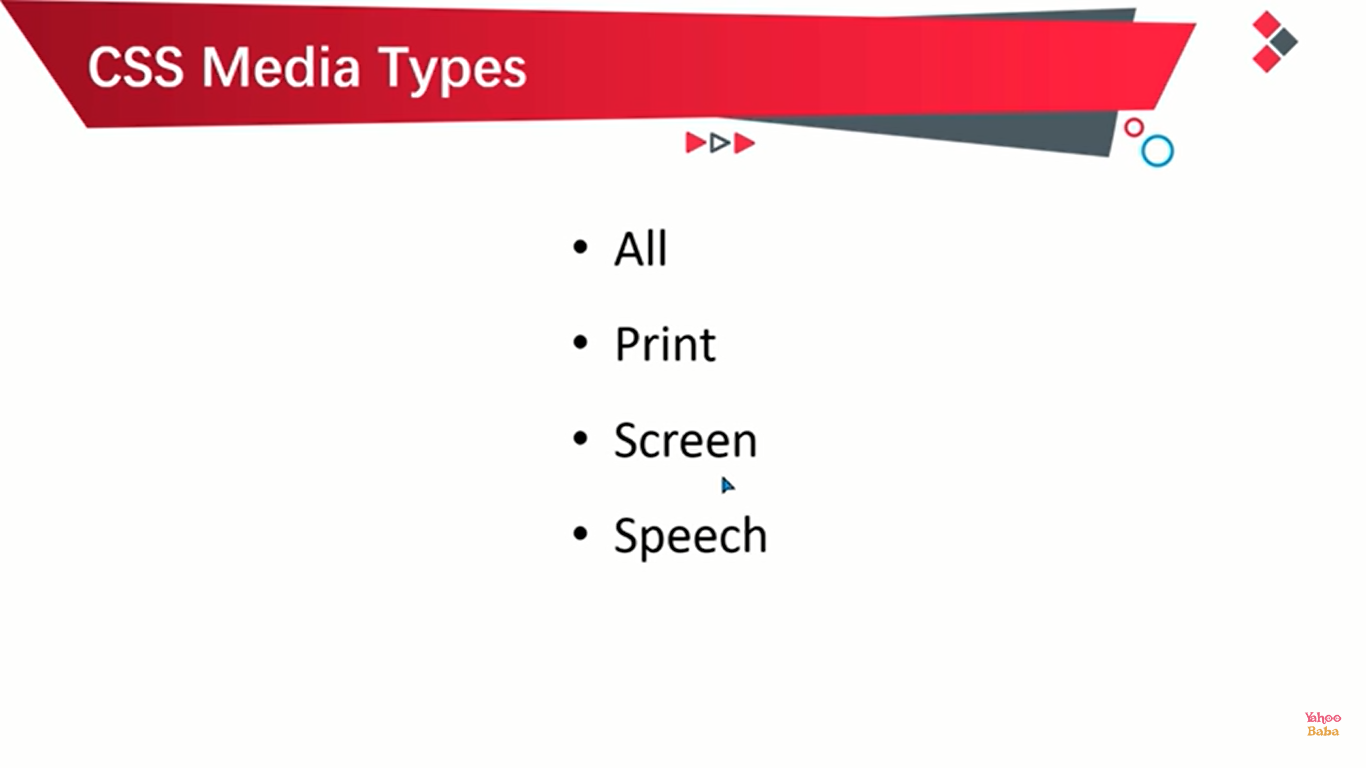 CSS Media Types
• All
• Print
• Screen
• Speech
Yahoo
Baba